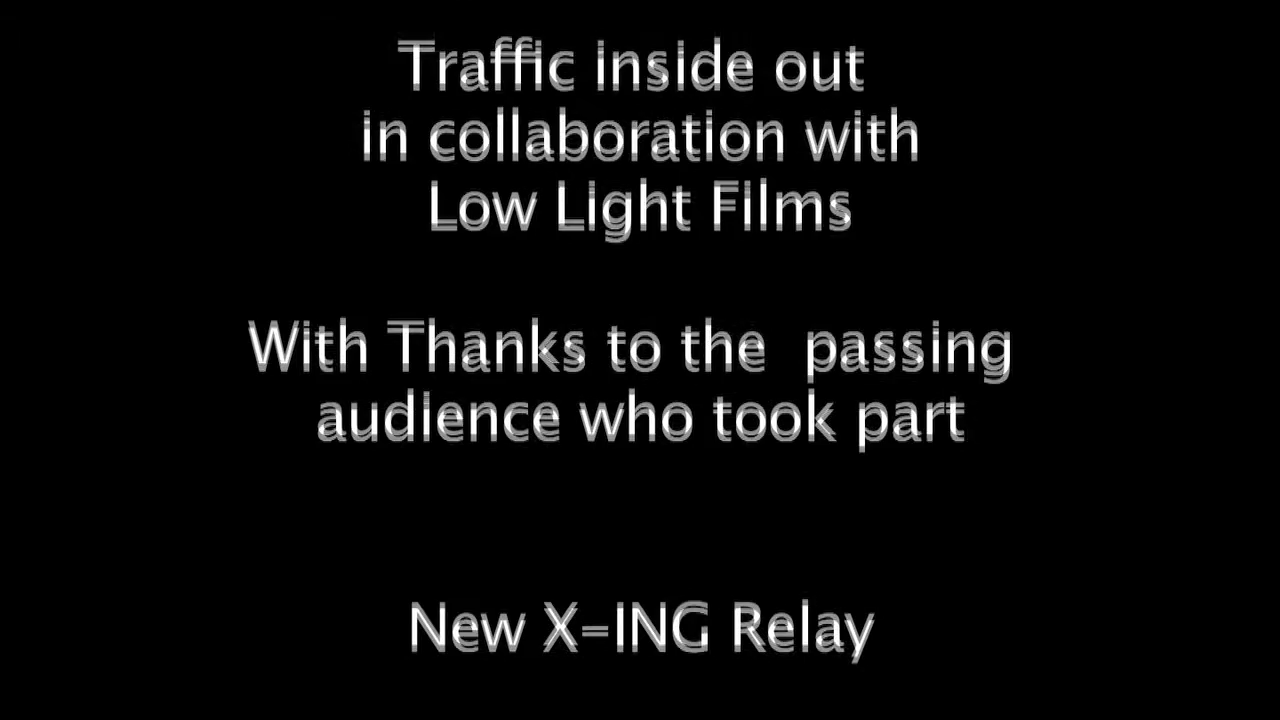 Traffic inside out
in collaboration with
Low Light Films
With Thanks to the  passing
audience who took part
New X-ING Relay